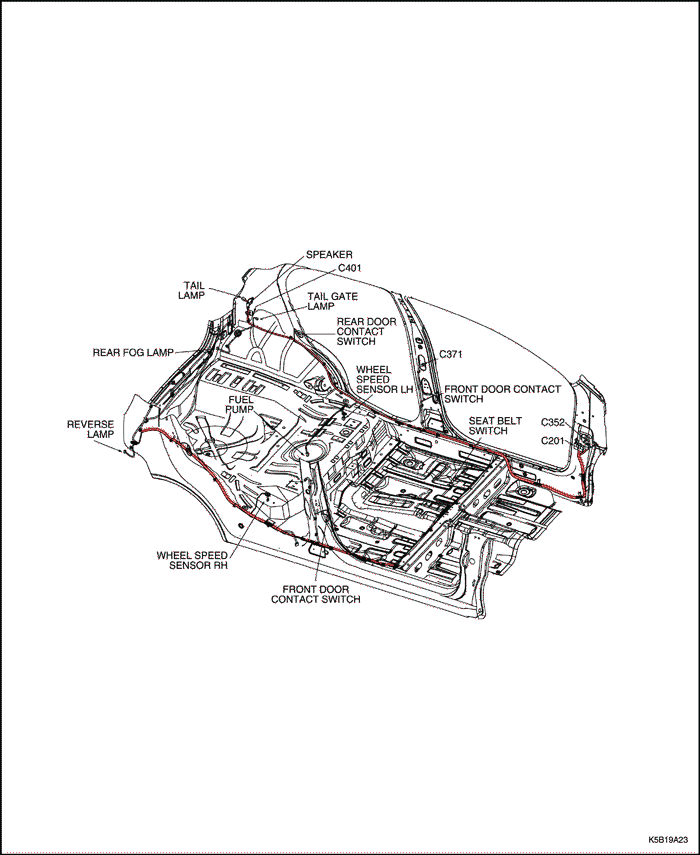 SPEAKER
C401
TAIL
LAMP
TAIL GATE
LAMP
REAR DOOR
CONTACT
SWITCH
REAR FOG LAMP
C371
WHEEL
SPEED
SENSOR LH
FRONT DOOR CONTACT
SWITCH
FUEL
PUMP
SEAT BELT
SWITCH
C352
C201
REVERSE
LAMP
WHEEL SPEED
SENSOR RH
FRONT DOOR
CONTACT SWITCH
K5B19A23